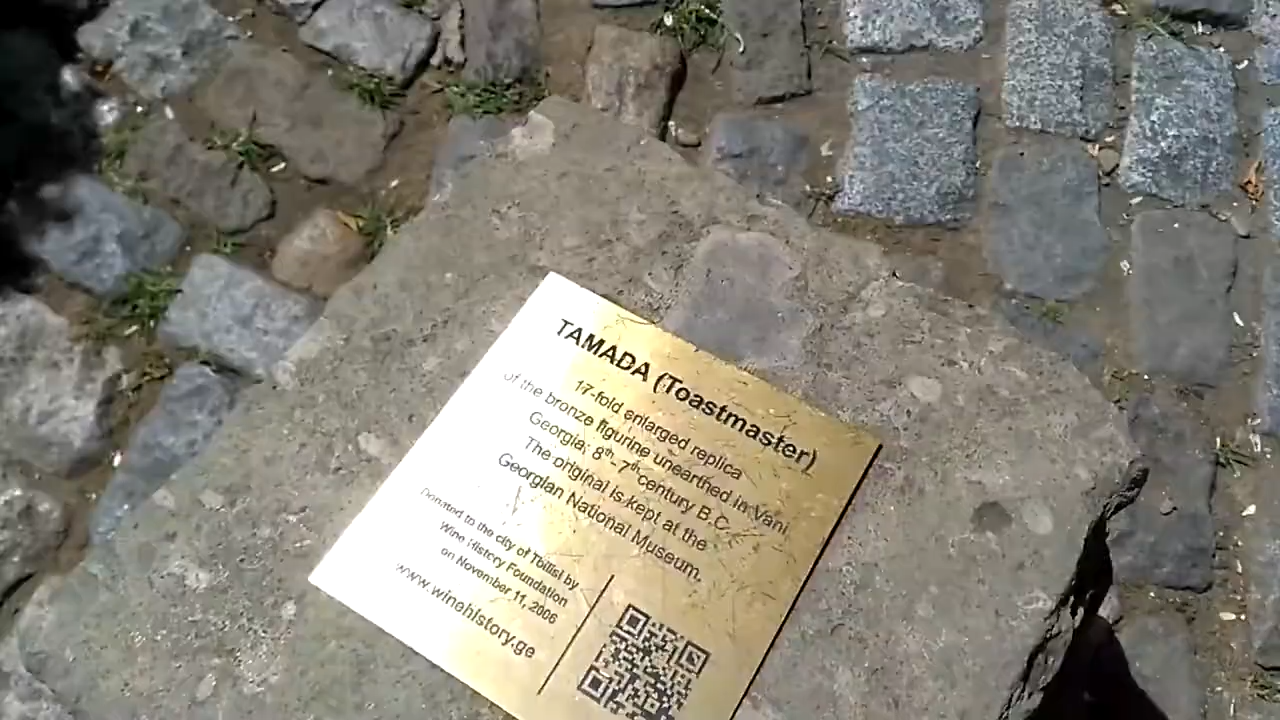 TAMADA (Toastmaster)
17-fold enlarged replica
of the bronze figurine unearthed in Vani
Georgia; 8th-7th century B.C.
The original is kept at the
Georgian National Museum.
Donated to the city of Tbilisi by
Wine History Foundation
on November 11, 2006
www.winehistory.ge